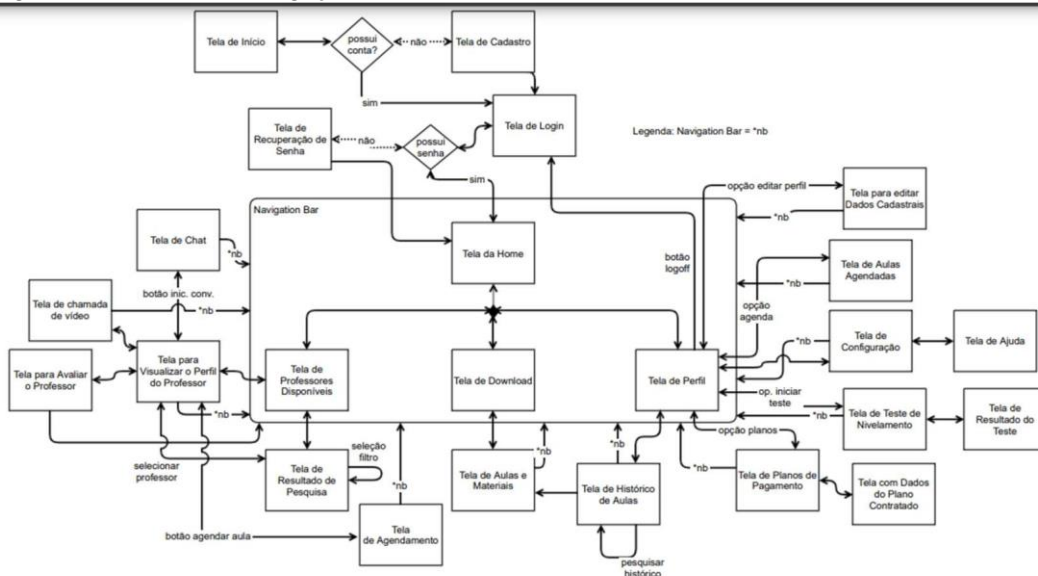 Tela de Início
possui
conta?
não
Tela de Cadastro
sim
Tela de Login
Tela de
Recuperação de
Senha
não
possui
senha
sim
Legenda: Navigation Bar = *nb
Navigation Bar
Tela da Home
opção editar perfil
Tela para editar
Dados Cadastrais
*nb
Tela de Chat
*nb
botão logoff
Tela de Aulas
Agendadas
*nb
opção
agenda
botão inic. conv.
Tela de chamada
de vídeo
*nb
Tela para Avaliar
o Professor
Tela para
Visualizar o Perfil
do Professor
*nb
Tela de
Professores
Disponíveis
Tela de Download
Tela de Perfil
*nb
Tela de
Configuração
Tela de Ajuda
op. iniciar
teste
*nb
Tela de Teste de
Nivelamento
Tela de
Resultado do
Teste
selecionar
professor
Tela de
Resultado de
Pesquisa
seleção
filtro
*nb
Tela de Aulas e
Materiais
*nb
*nb
Tela de Histórico
de Aulas
pesquisar
histórico
opção planos
*nb
Tela de Planos de
Pagamento
Tela com Dados
do Plano
Contratado
botão agendar aula
Tela
de Agendamento